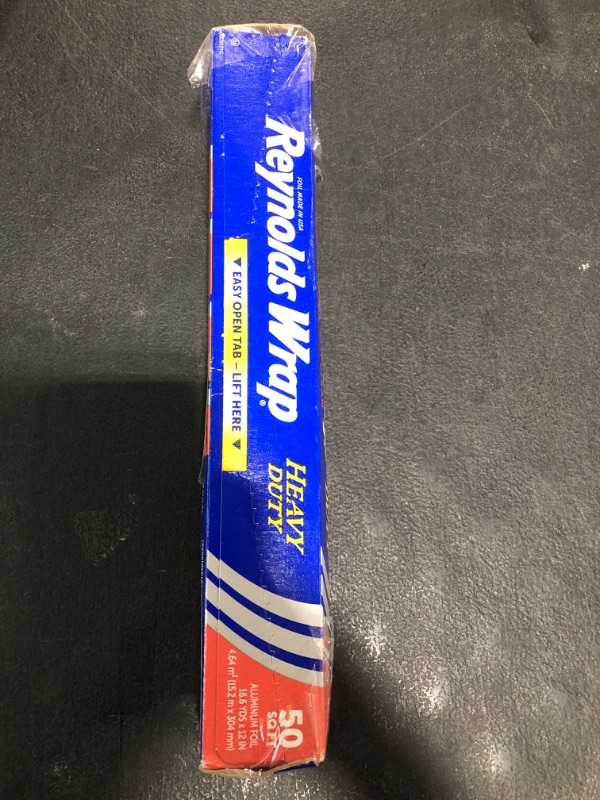 FOIL MADE IN USA
Reynolds Wrap®
▼ EASY OPEN TAB – LIFT HERE ▼
HEAVY
DUTY
50
SQ FT
ALUMINUM FOIL
16.6 YDS x 12 IN
4.64 m² (15.2 m x 304 mm)